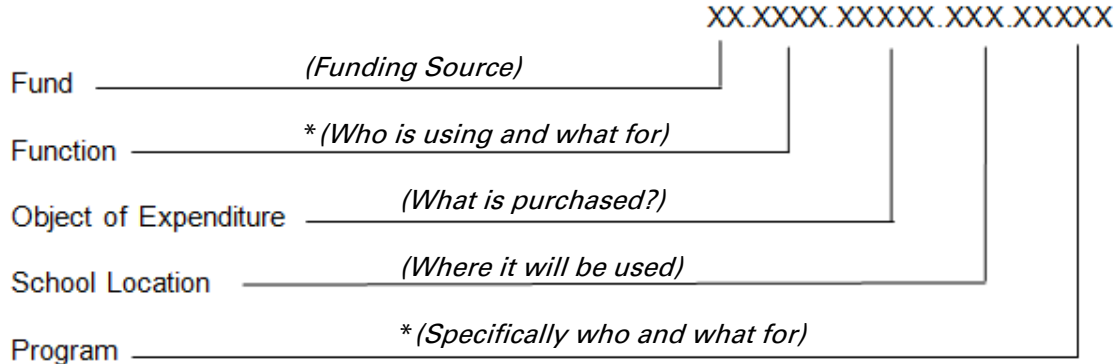 XX.XXXX.XXXXX.XXX.XXXXX
Fund (Funding Source)
Function *(Who is using and what for)
Object of Expenditure (What is purchased?)
School Location (Where it will be used)
Program *(Specifically who and what for)